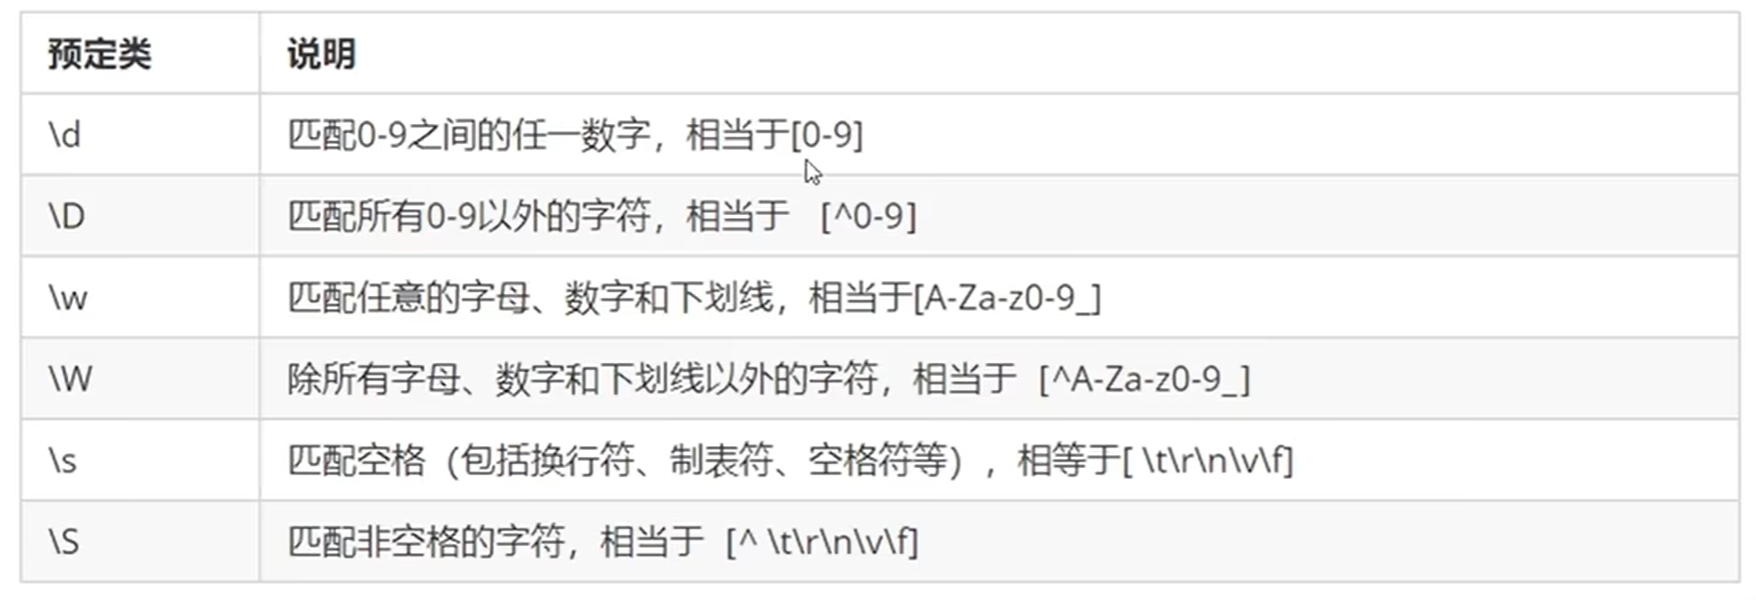 预定类 说明
\d 匹配0-9之间的任一数字，相当于[0-9]
\D 匹配所有0-9以外的字符，相当于 [^0-9]
\w 匹配任意的字母、数字和下划线，相当于[A-Za-z0-9_]
\W 除所有字母、数字和下划线以外的字符，相当于 [^A-Za-z0-9_]
\s 匹配空格（包括换行符、制表符、空格符等），相等于[ \t\r\n\v\f]
\S 匹配非空格的字符，相当于 [^ \t\r\n\v\f]